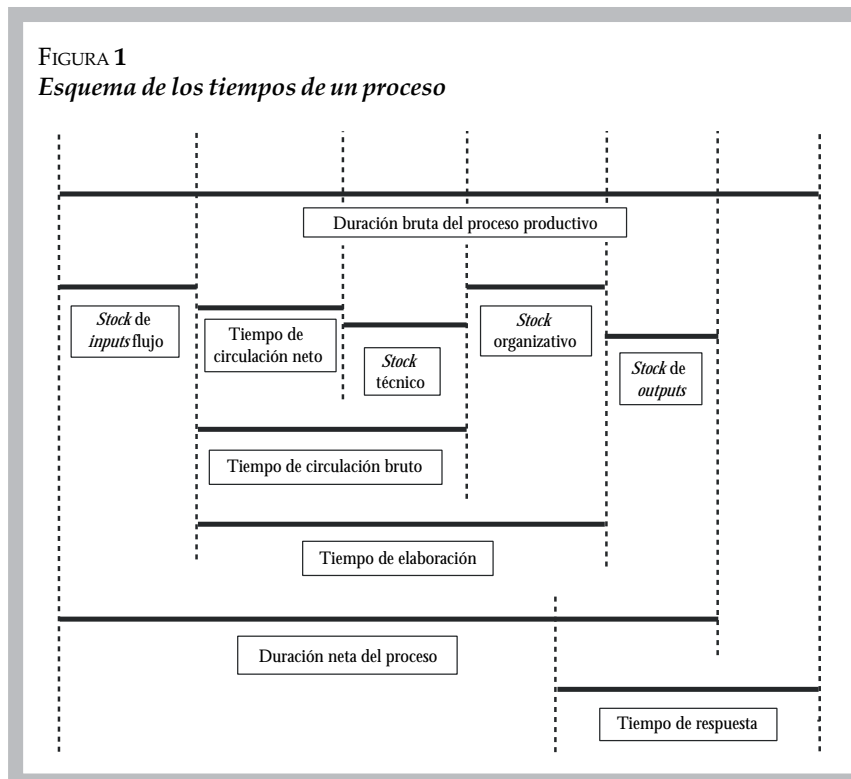 FIGURA 1
Esquema de los tiempos de un proceso
Duración bruta del proceso productivo
Stock de
inputs flujo
Tiempo de
circulación neto
Stock
técnico
Stock
organizativo
Stock de
outputs
Tiempo de circulación bruto
Tiempo de elaboración
Duración neta del proceso
Tiempo de respuesta